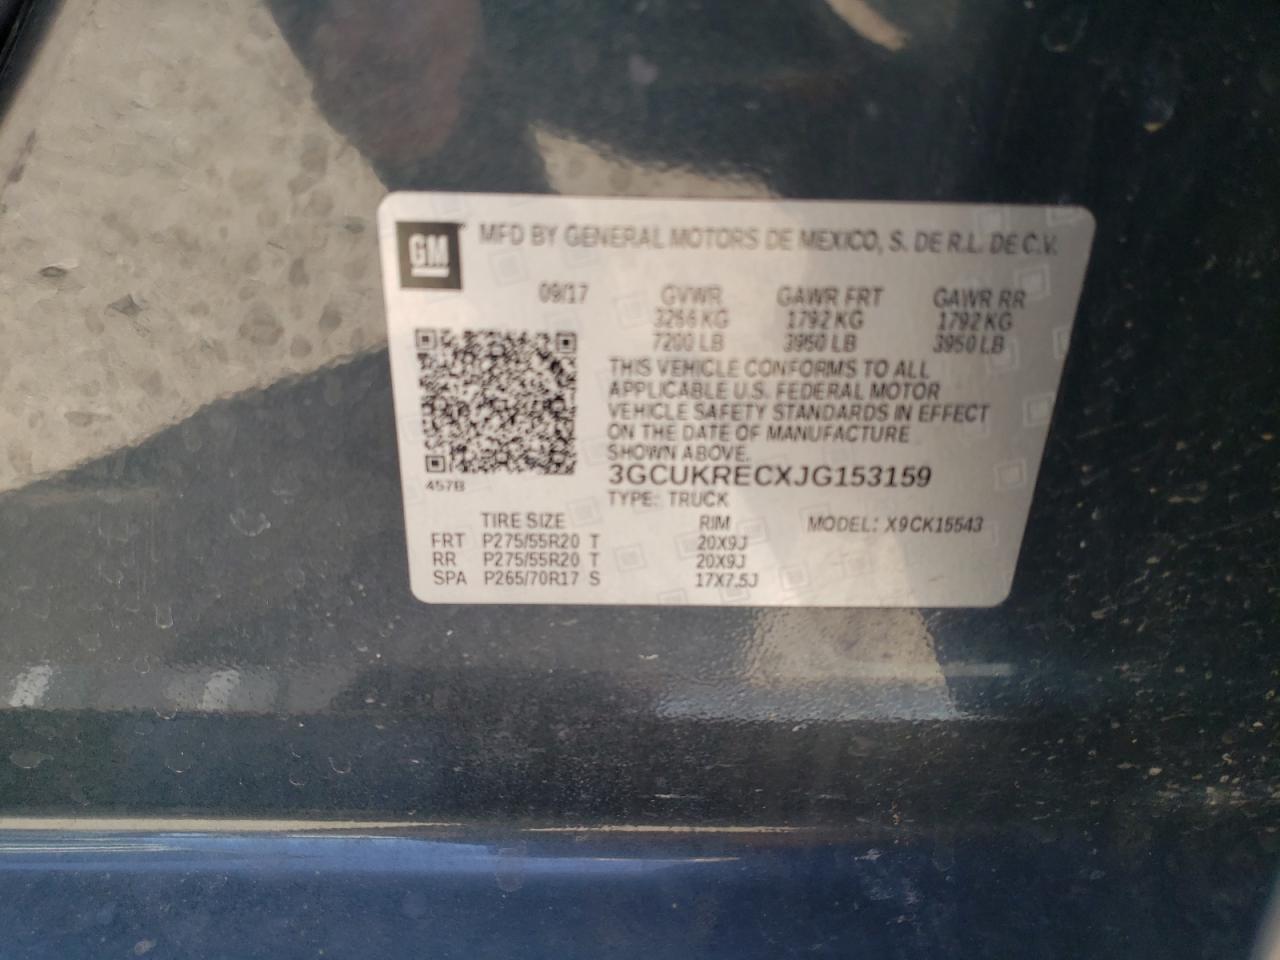 GM MFD BY GENERAL MOTORS DE MEXICO, S. DE R.L. DE C.V.
09/17 GVWR GAWR FRT GAWR RR
3266 KG 1792 KG 1792 KG
7200 LB 3950 LB 3950 LB
THIS VEHICLE CONFORMS TO ALL
APPLICABLE U.S. FEDERAL MOTOR
VEHICLE SAFETY STANDARDS IN EFFECT
ON THE DATE OF MANUFACTURE
SHOWN ABOVE.
3GCUKRECXJG153159
457B
TYPE: TRUCK
TIRE SIZE RIM MODEL: X9CK15543
FRT P275/55R20 T 20X9J
RR P275/55R20 T 20X9J
SPA P265/70R17 S 17X7.5J